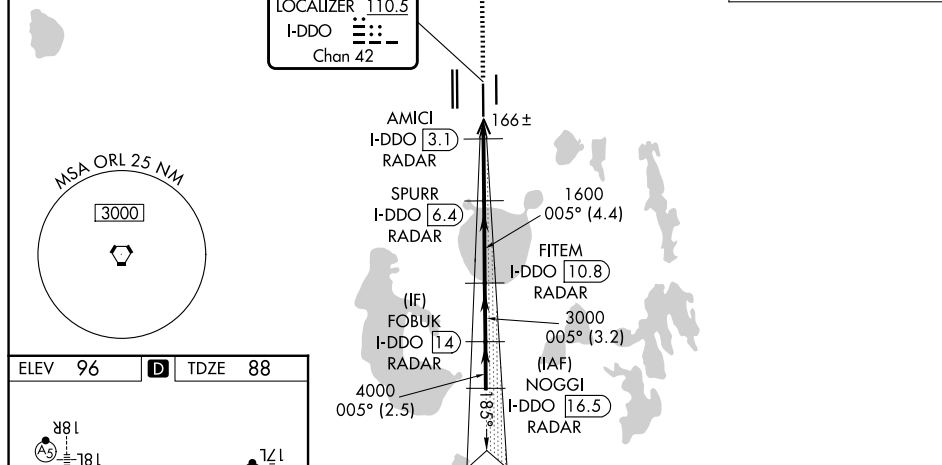 LOCALIZER 110.5
I-DDO
Chan 42
AMICI
I-DDO 3.1
RADAR
166±
MSA ORL 25 NM
3000
SPURR
I-DDO 6.4
RADAR
1600
005° (4.4)
FITEM
I-DDO 10.8
RADAR
(IF)
FOBUK
I-DDO 14
RADAR
3000
005° (3.2)
(IAF)
NOGGI
I-DDO 16.5
RADAR
4000
005° (2.5)
185°
ELEV 96 D TDZE 88
18R
A5
18L
17L